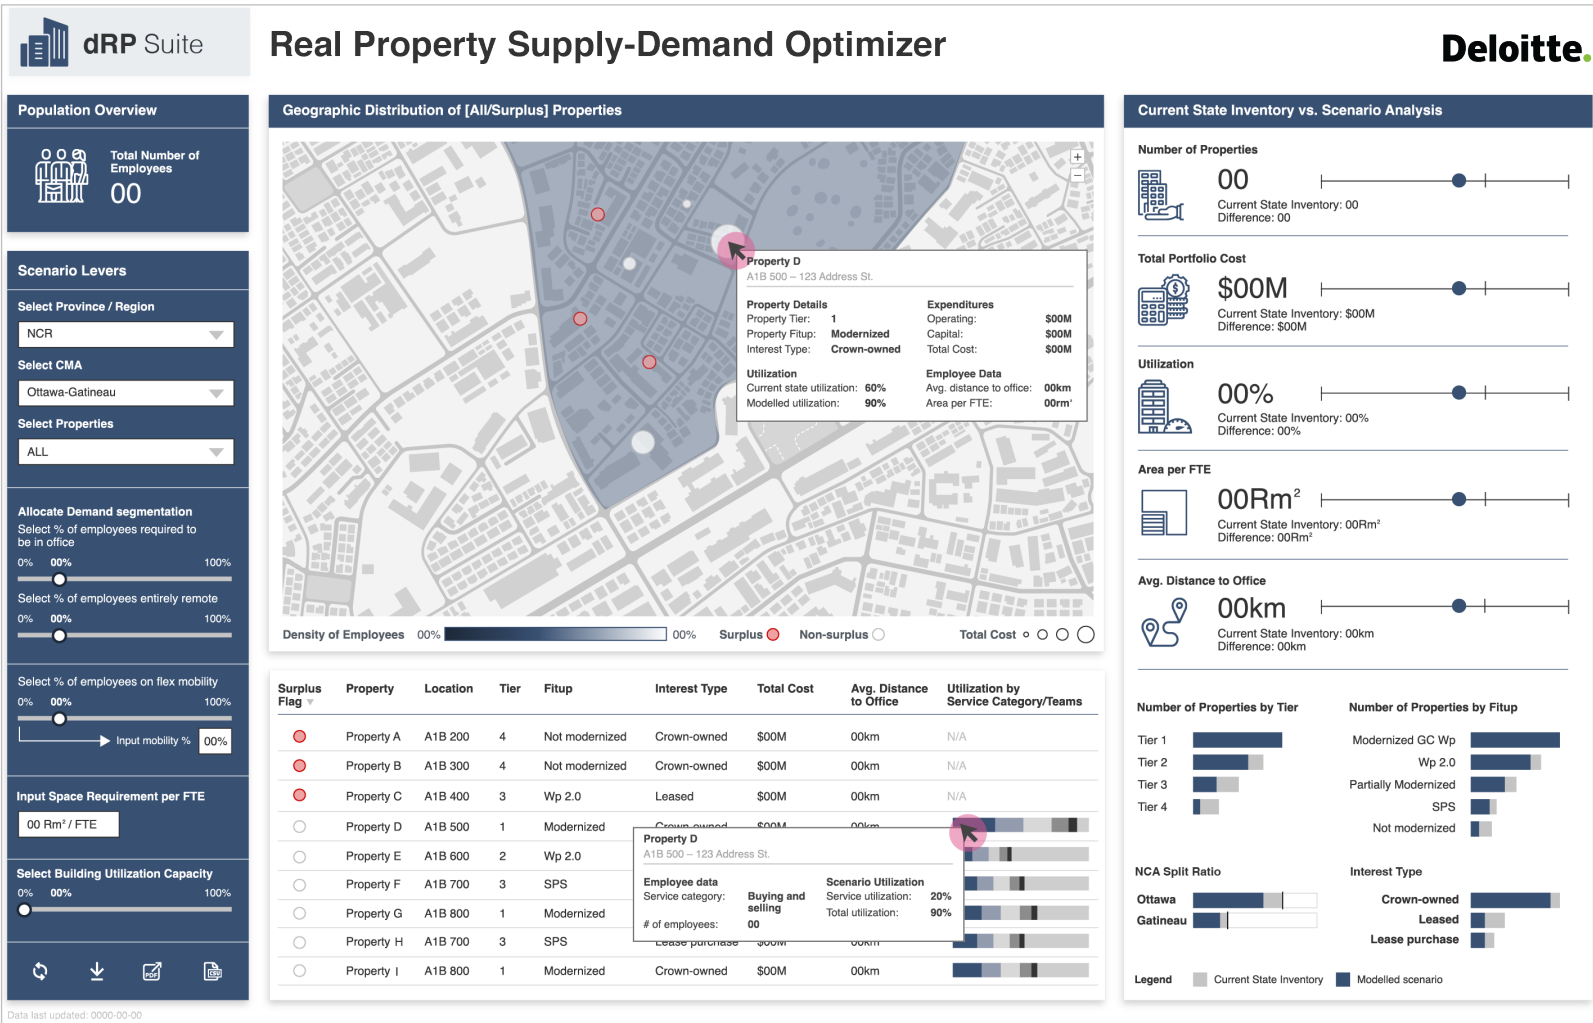 dRP Suite
Real Property Supply-Demand Optimizer
Deloitte.
Population Overview
Total Number of
Employees
00
Scenario Levers
Select Province / Region
NCR
Select CMA
Ottawa-Gatineau
Select Properties
ALL
Allocate Demand segmentation
Select % of employees required to
be in office
0% 00% 100%
Select % of employees entirely remote
0% 00% 100%
Select % of employees on flex mobility
0% 00% 100%
Input mobility % 00%
Input Space Requirement per FTE
00 Rm² / FTE
Select Building Utilization Capacity
0% 00% 100%
PDF
CSV
Data last updated: 0000-00-00
Geographic Distribution of [All/Surplus] Properties
+
−
Property D
A1B 500 – 123 Address St.
Property Details Expenditures
Property Tier: 1 Operating: $00M
Property Fitup: Modernized Capital: $00M
Interest Type: Crown-owned Total Cost: $00M
Utilization Employee Data
Current state utilization: 60% Avg. distance to office: 00km
Modelled utilization: 90% Area per FTE: 00rm²
Density of Employees 00% 00% Surplus Non-surplus Total Cost
Surplus Property Location Tier Fitup Interest Type Total Cost Avg. Distance Utilization by
Flag to Office Service Category/Teams
Property A A1B 200 4 Not modernized Crown-owned $00M 00km N/A
Property B A1B 300 4 Not modernized Crown-owned $00M 00km N/A
Property C A1B 400 3 Wp 2.0 Leased $00M 00km N/A
Property D A1B 500 1 Modernized Crown-owned $00M 00km
Property E A1B 600 2 Wp 2.0
Property F A1B 700 3 SPS
Property G A1B 800 1 Modernized
Property H A1B 700 3 SPS Lease purchase $00M 00km
Property I A1B 800 1 Modernized Crown-owned $00M 00km
Property D
A1B 500 – 123 Address St.
Employee data Scenario Utilization
Service category: Buying and Service utilization: 20%
selling
Total utilization: 90%
# of employees: 00
Current State Inventory vs. Scenario Analysis
Number of Properties
00
Current State Inventory: 00
Difference: 00
Total Portfolio Cost
$
$00M
Current State Inventory: $00M
Difference: $00M
Utilization
00%
Current State Inventory: 00%
Difference: 00%
Area per FTE
00Rm²
Current State Inventory: 00Rm²
Difference: 00Rm²
Avg. Distance to Office
00km
Current State Inventory: 00km
Difference: 00km
Number of Properties by Tier
Tier 1
Tier 2
Tier 3
Tier 4
Number of Properties by Fitup
Modernized GC Wp
Wp 2.0
Partially Modernized
SPS
Not modernized
NCA Split Ratio
Ottawa
Gatineau
Interest Type
Crown-owned
Leased
Lease purchase
Legend Current State Inventory Modelled scenario